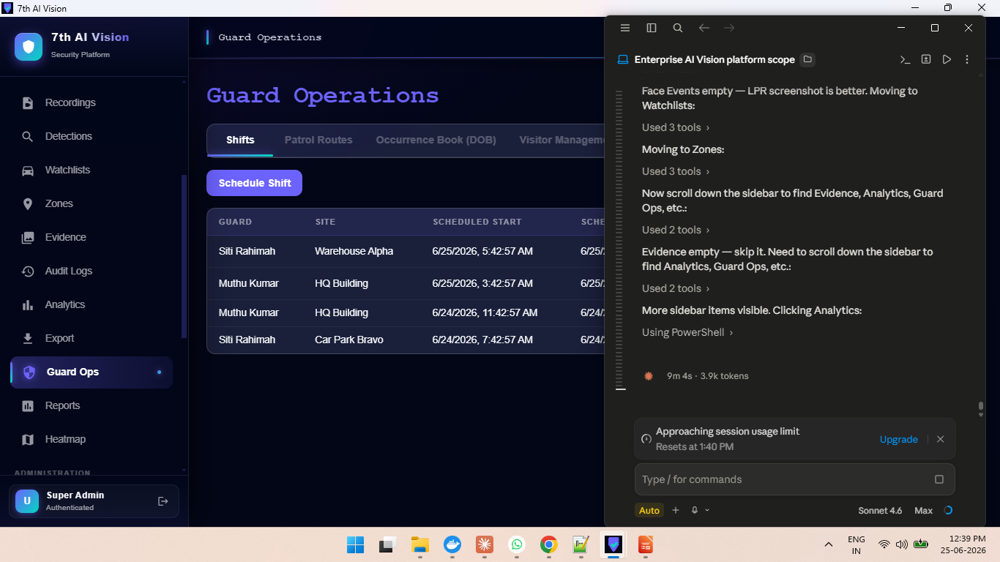 7th AI Vision
7th AI Vision
Security Platform
Recordings
Detections
Watchlists
Zones
Evidence
Audit Logs
Analytics
Export
Guard Ops
Reports
Heatmap
ADMINISTRATION
U
Super Admin
Authenticated
Guard Operations
Guard Operations
Shifts
Patrol Routes
Occurrence Book (DOB)
Visitor Manageme
Schedule Shift
GUARD SITE SCHEDULED START SCHE
Siti Rahimah Warehouse Alpha 6/25/2026, 5:42:57 AM 6/25/
Muthu Kumar HQ Building 6/25/2026, 3:42:57 AM 6/25/
Muthu Kumar HQ Building 6/24/2026, 11:42:57 AM 6/24/
Siti Rahimah Car Park Bravo 6/24/2026, 7:42:57 AM 6/24/
Enterprise AI Vision platform scope
Face Events empty — LPR screenshot is better. Moving to
Watchlists:
Used 3 tools ›
Moving to Zones:
Used 3 tools ›
Now scroll down the sidebar to find Evidence, Analytics, Guard
Ops, etc.:
Used 2 tools ›
Evidence empty — skip it. Need to scroll down the sidebar to
find Analytics, Guard Ops, etc.:
Used 2 tools ›
More sidebar items visible. Clicking Analytics:
Using PowerShell ›
9m 4s · 3.9k tokens
Approaching session usage limit
Resets at 1:40 PM
Upgrade
Type / for commands
Auto
Sonnet 4.6 Max
ENG
IN
12:39 PM
25-06-2026